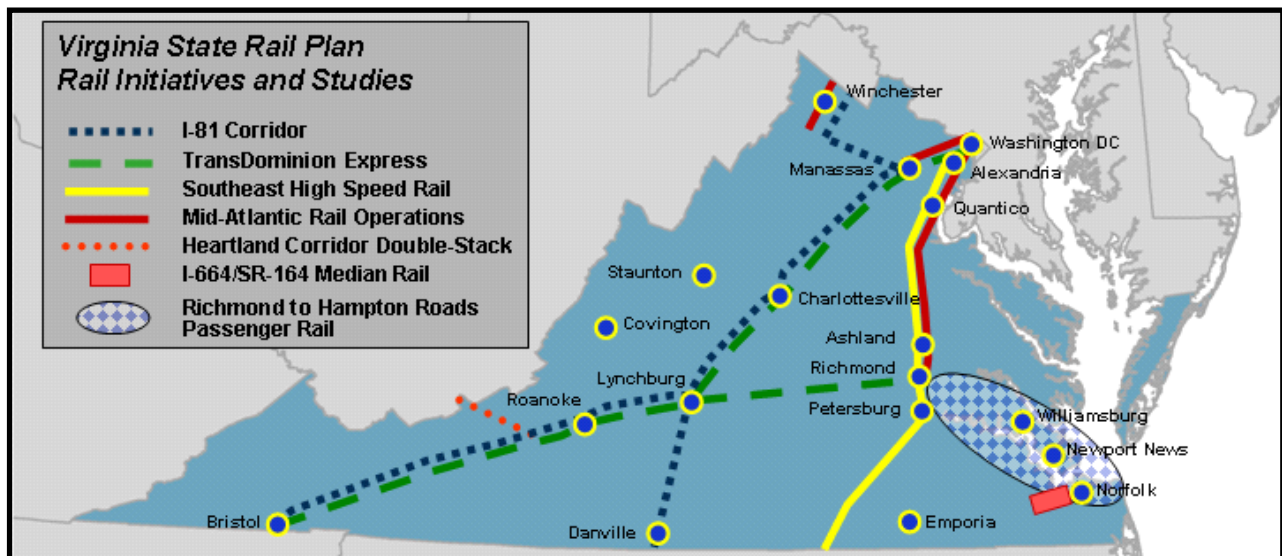 Virginia State Rail Plan
Rail Initiatives and Studies
I-81 Corridor
TransDominion Express
Southeast High Speed Rail
Mid-Atlantic Rail Operations
Heartland Corridor Double-Stack
I-664/SR-164 Median Rail
Richmond to Hampton Roads
Passenger Rail
Winchester
Washington DC
Manassas
Alexandria
Quantico
Staunton
Charlottesville
Covington
Ashland
Lynchburg
Richmond
Roanoke
Petersburg
Williamsburg
Newport News
Norfolk
Bristol
Danville
Emporia